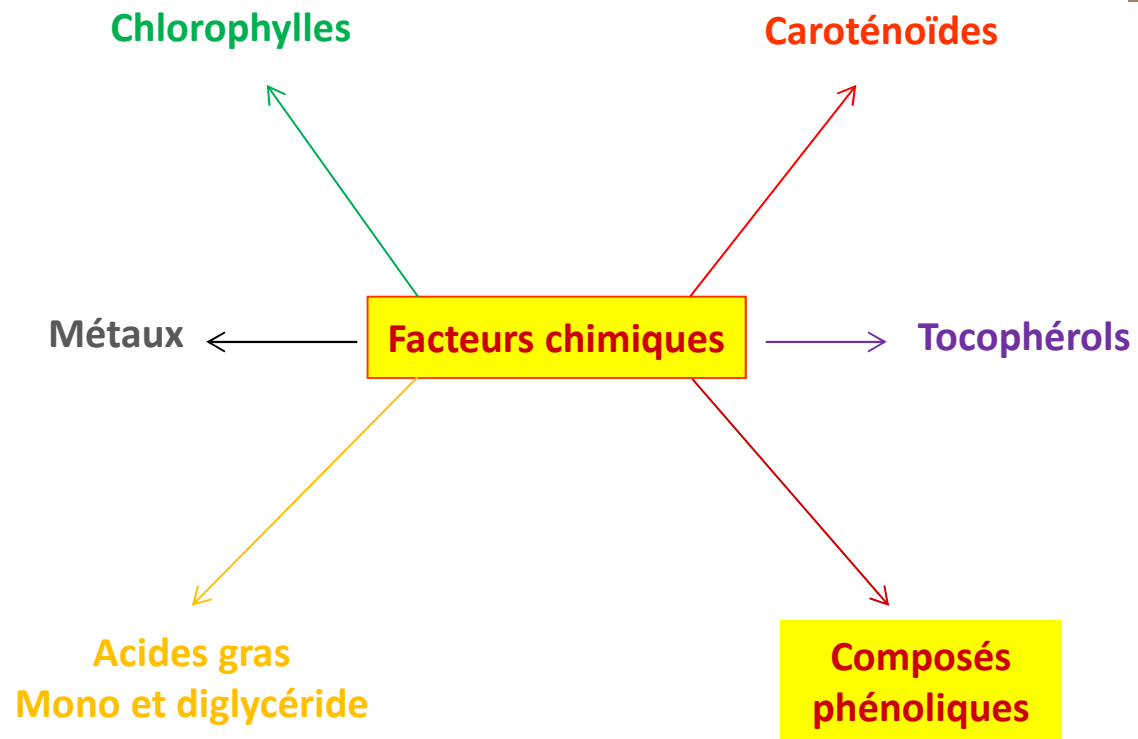 Chlorophylles
Caroténoïdes
Métaux
Facteurs chimiques
Tocophérols
Acides gras
Mono et diglycéride
Composés
phénoliques